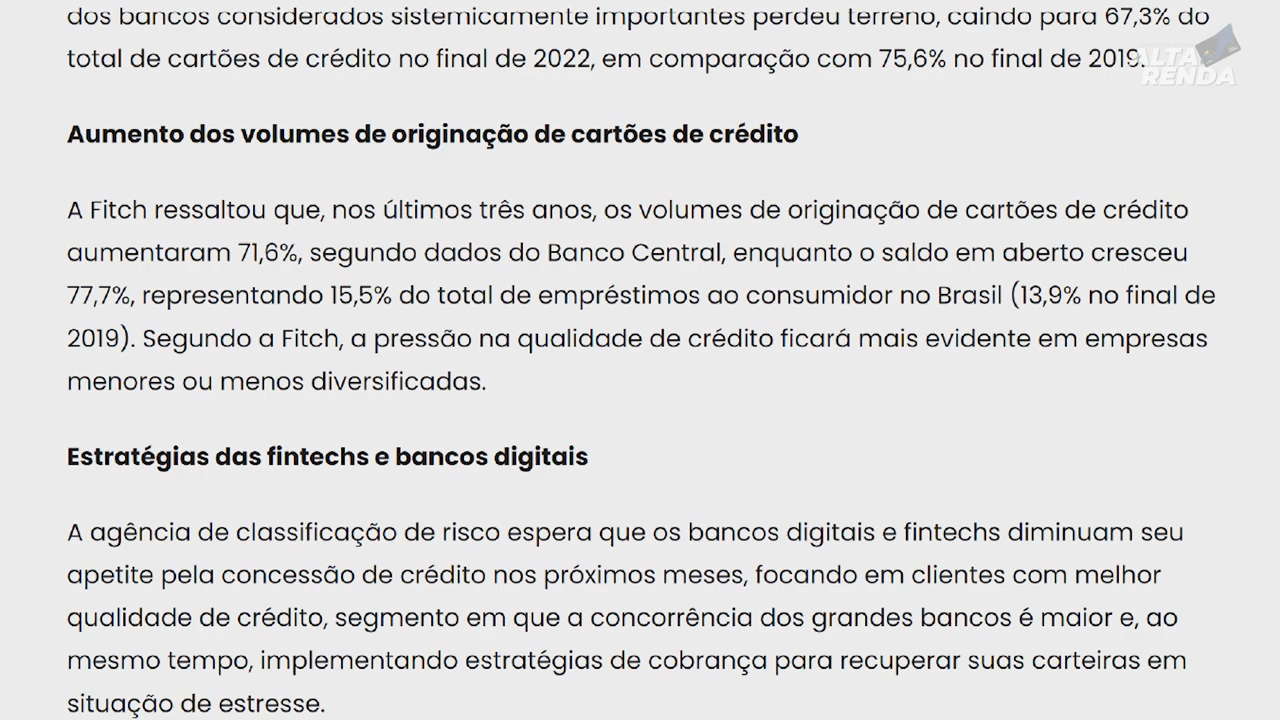 dos bancos considerados sistemicamente importantes perdeu terreno, caindo para 67,3% do
total de cartões de crédito no final de 2022, em comparação com 75,6% no final de 2019.
ALTA
RENDA
Aumento dos volumes de originação de cartões de crédito
A Fitch ressaltou que, nos últimos três anos, os volumes de originação de cartões de crédito
aumentaram 71,6%, segundo dados do Banco Central, enquanto o saldo em aberto cresceu
77,7%, representando 15,5% do total de empréstimos ao consumidor no Brasil (13,9% no final de
2019). Segundo a Fitch, a pressão na qualidade de crédito ficará mais evidente em empresas
menores ou menos diversificadas.
Estratégias das fintechs e bancos digitais
A agência de classificação de risco espera que os bancos digitais e fintechs diminuam seu
apetite pela concessão de crédito nos próximos meses, focando em clientes com melhor
qualidade de crédito, segmento em que a concorrência dos grandes bancos é maior e, ao
mesmo tempo, implementando estratégias de cobrança para recuperar suas carteiras em
situação de estresse.